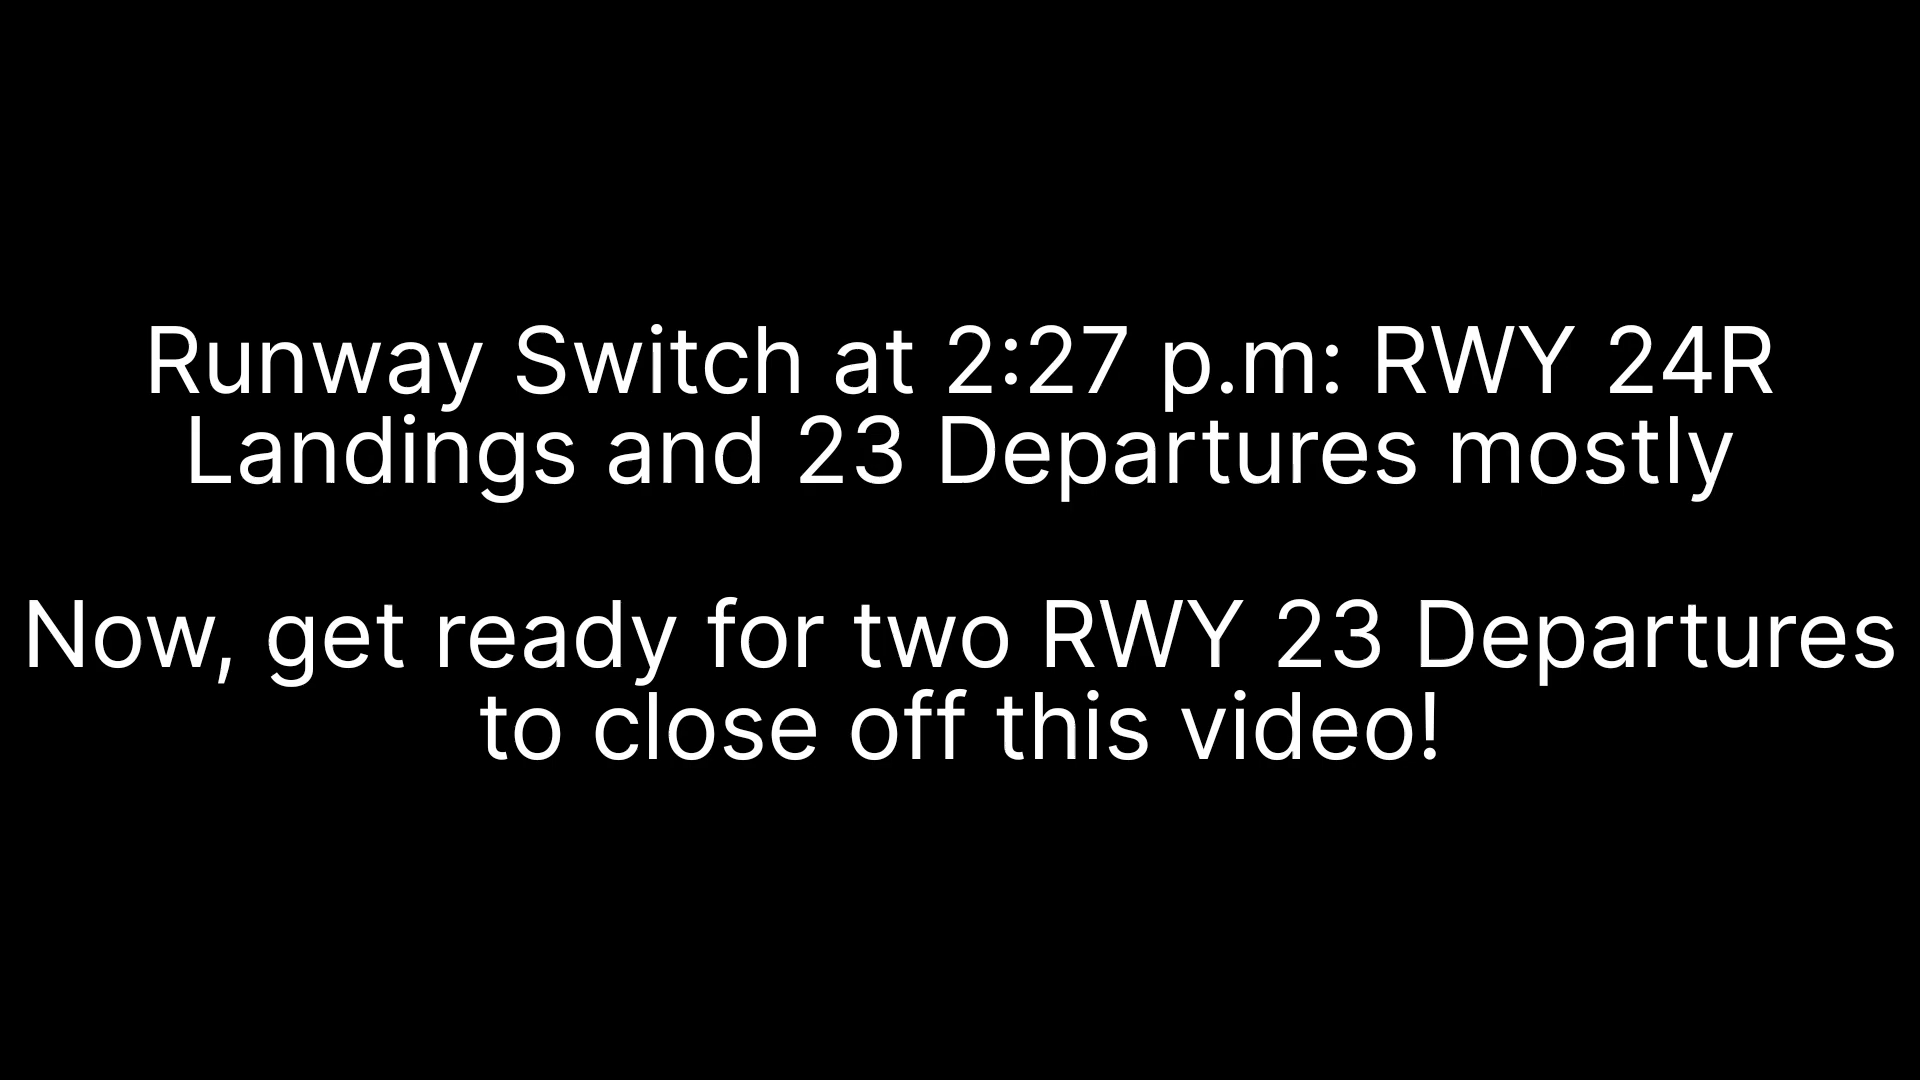 Runway Switch at 2:27 p.m: RWY 24R
Landings and 23 Departures mostly
Now, get ready for two RWY 23 Departures
to close off this video!